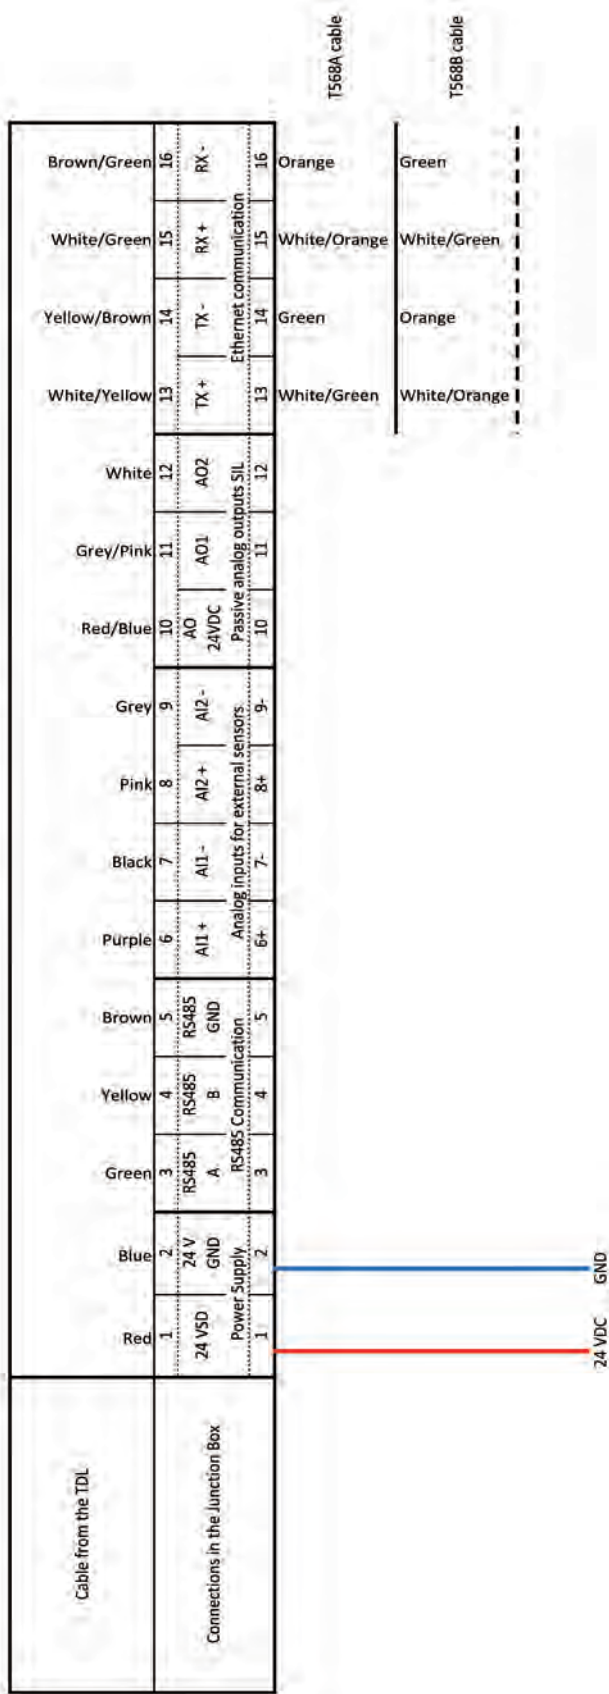 T568A cable
T568B cable
Brown/Green 16 RX - 16 Orange Green
White/Green 15 RX + 15 White/Orange White/Green
Yellow/Brown 14 TX - 14 Green Orange
White/Yellow 13 TX + 13 White/Green White/Orange
Ethernet communication
White 12 AO2 12
Grey/Pink 11 AO1 11
Red/Blue 10 AO 10
24VDC
Passive analog outputs SIL
Grey 9 AI2 - 9-
Pink 8 AI2 + 8+
Black 7 AI1 - 7-
Purple 6 AI1 + 6+
Analog inputs for external sensors
Brown 5 RS485 5
GND
Yellow 4 RS485 4
B
Green 3 RS485 3
A
RS485 Communication
Blue 2 24 V 2
GND
Red 1 24 VSD 1
Power Supply
GND
24 VDC
Cable from the TDL
Connections in the Junction Box